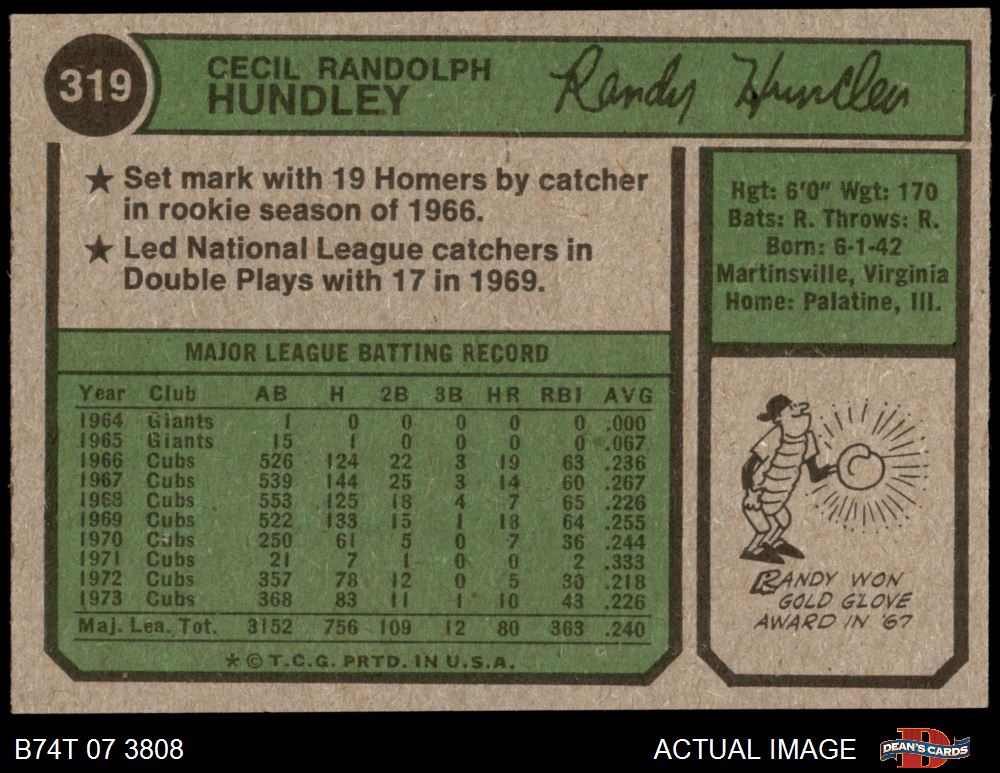 319
CECIL RANDOLPH
HUNDLEY
Randy Hundley
★ Set mark with 19 Homers by catcher
in rookie season of 1966.
★ Led National League catchers in
Double Plays with 17 in 1969.
Hgt: 6'0" Wgt: 170
Bats: R. Throws: R.
Born: 6-1-42
Martinsville, Virginia
Home: Palatine, Ill.
MAJOR LEAGUE BATTING RECORD
Year Club AB H 2B 3B HR RBI AVG
1964 Giants 1 0 0 0 0 0 .000
1965 Giants 15 1 0 0 0 0 .067
1966 Cubs 526 124 22 3 19 63 .236
1967 Cubs 539 144 25 3 14 60 .267
1968 Cubs 553 125 18 4 7 65 .226
1969 Cubs 522 133 15 1 18 64 .255
1970 Cubs 250 61 5 0 7 36 .244
1971 Cubs 21 7 1 0 0 2 .333
1972 Cubs 357 78 12 0 5 30 .218
1973 Cubs 368 83 11 1 10 43 .226
Maj. Lea. Tot. 3152 756 109 12 80 363 .240
* © T.C.G. PRTD. IN U.S.A.
RANDY WON
GOLD GLOVE
AWARD IN '67
B74T 07 3808
ACTUAL IMAGE
DEAN'S CARDS